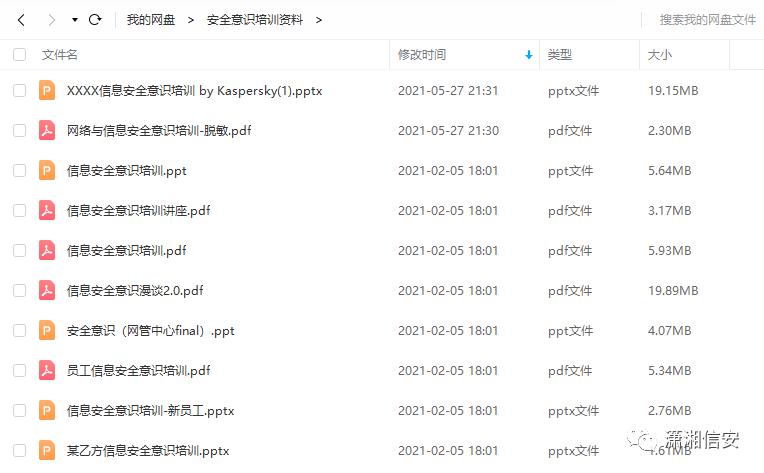 我的网盘 > 安全意识培训资料 > 搜索我的网盘文件
文件名 修改时间 类型 大小
XXXX信息安全意识培训 by Kaspersky(1).pptx 2021-05-27 21:31 pptx文件 19.15MB
网络与信息安全意识培训-脱敏.pdf 2021-05-27 21:30 pdf文件 2.30MB
信息安全意识培训.ppt 2021-02-05 18:01 ppt文件 5.64MB
信息安全意识培训讲座.pdf 2021-02-05 18:01 pdf文件 3.17MB
信息安全意识培训.pdf 2021-02-05 18:01 pdf文件 5.93MB
信息安全意识漫谈2.0.pdf 2021-02-05 18:01 pdf文件 19.89MB
安全意识（网管中心final）.ppt 2021-02-05 18:01 ppt文件 4.07MB
员工信息安全意识培训.pdf 2021-02-05 18:01 pdf文件 5.34MB
信息安全意识培训-新员工.pptx 2021-02-05 18:01 pptx文件 2.76MB
某乙方信息安全意识培训.pptx 2021-02-05 18:01 pptx文件
潇湘信安